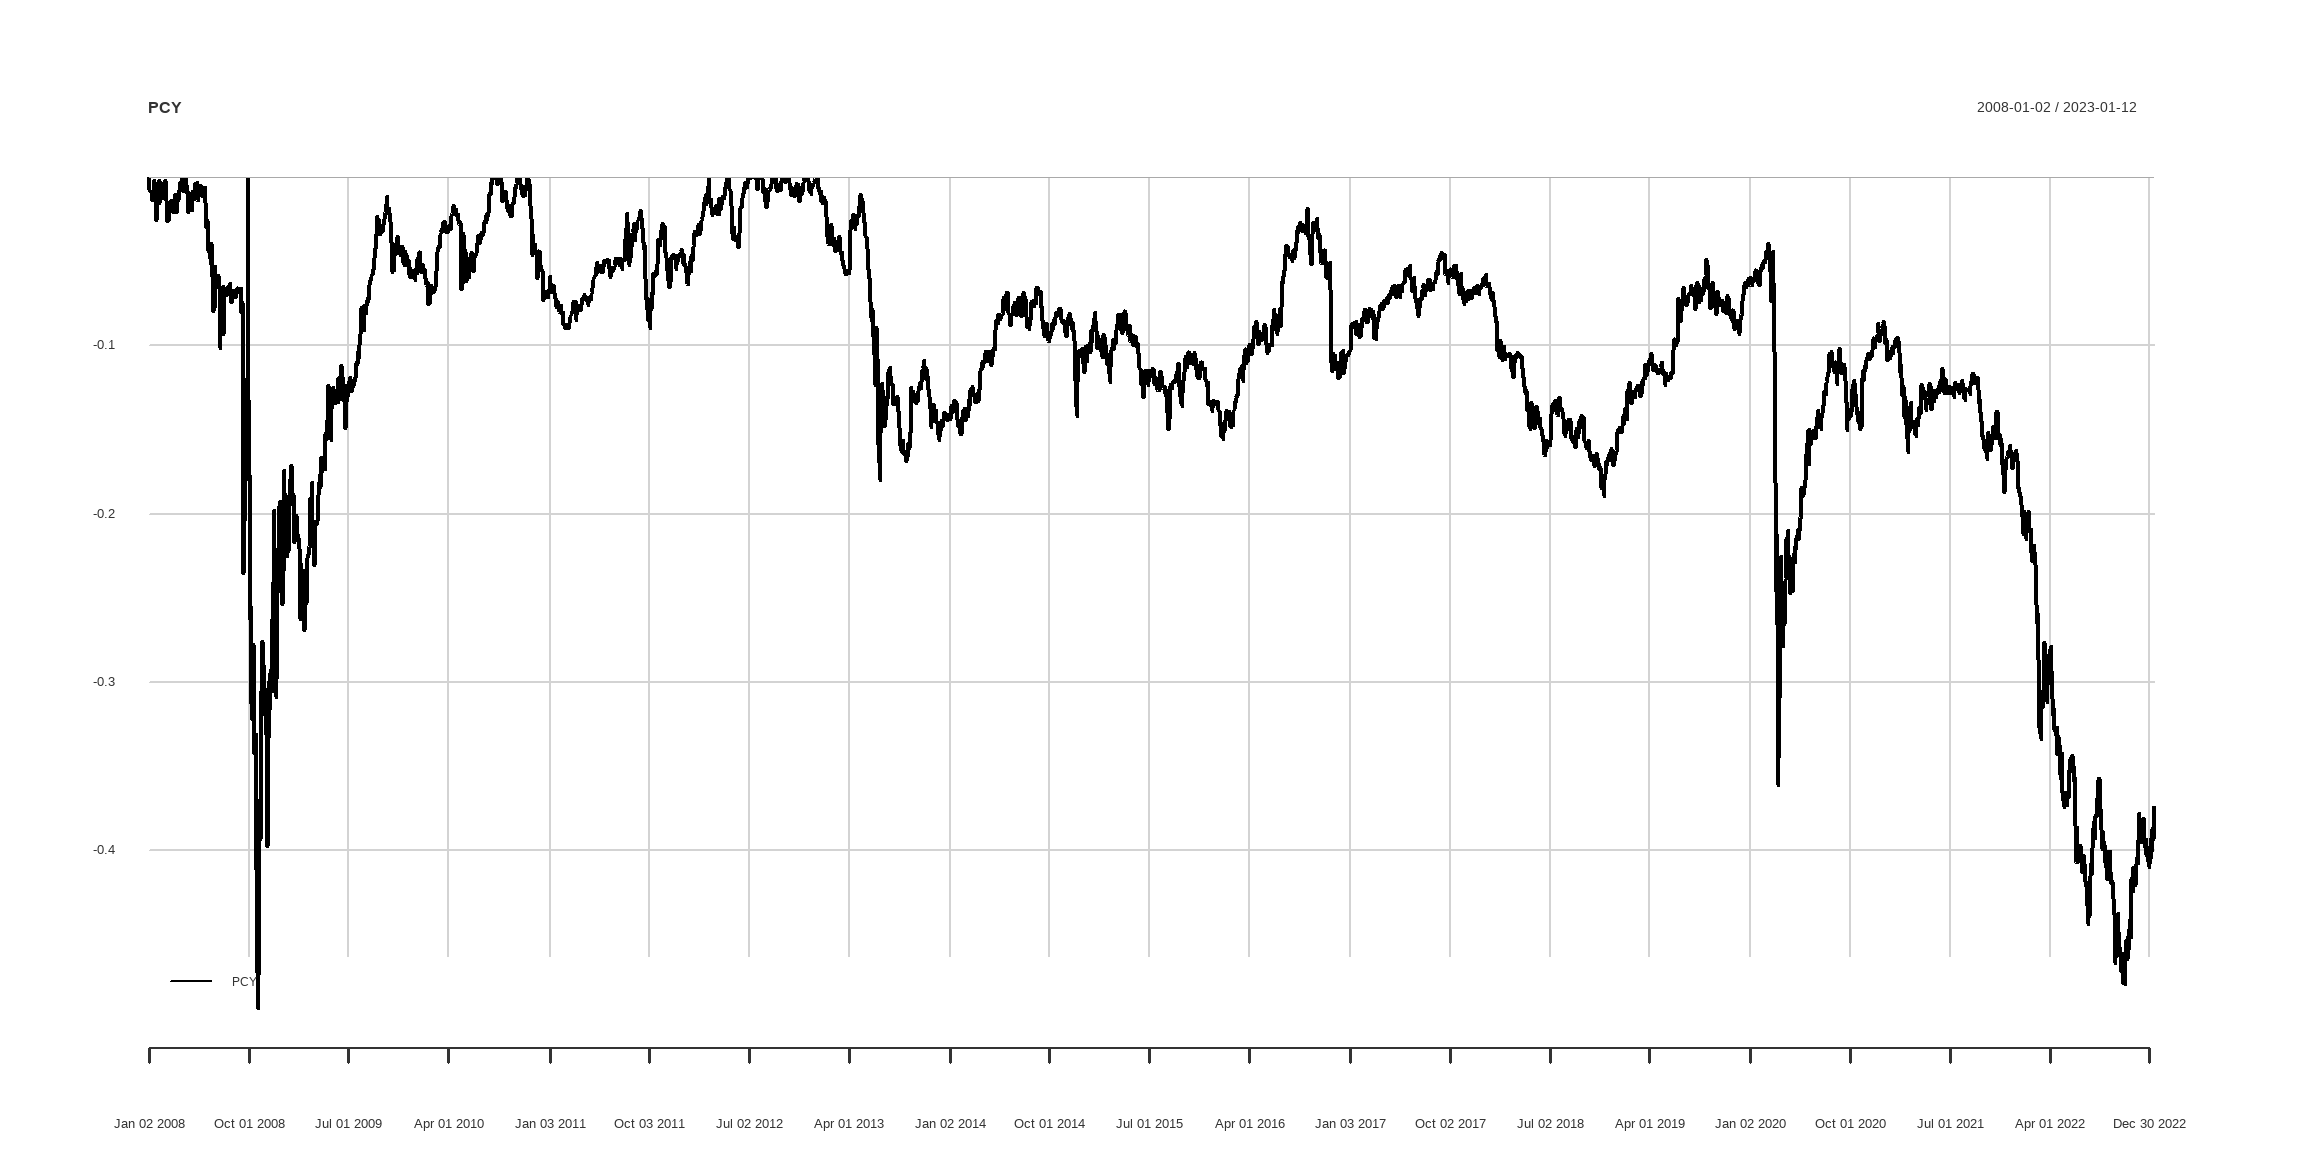 PCY
2008-01-02 / 2023-01-12
-0.1
-0.2
-0.3
-0.4
PCY
Jan 02 2008 Oct 01 2008 Jul 01 2009 Apr 01 2010 Jan 03 2011 Oct 03 2011 Jul 02 2012 Apr 01 2013 Jan 02 2014 Oct 01 2014 Jul 01 2015 Apr 01 2016 Jan 03 2017 Oct 02 2017 Jul 02 2018 Apr 01 2019 Jan 02 2020 Oct 01 2020 Jul 01 2021 Apr 01 2022 Dec 30 2022